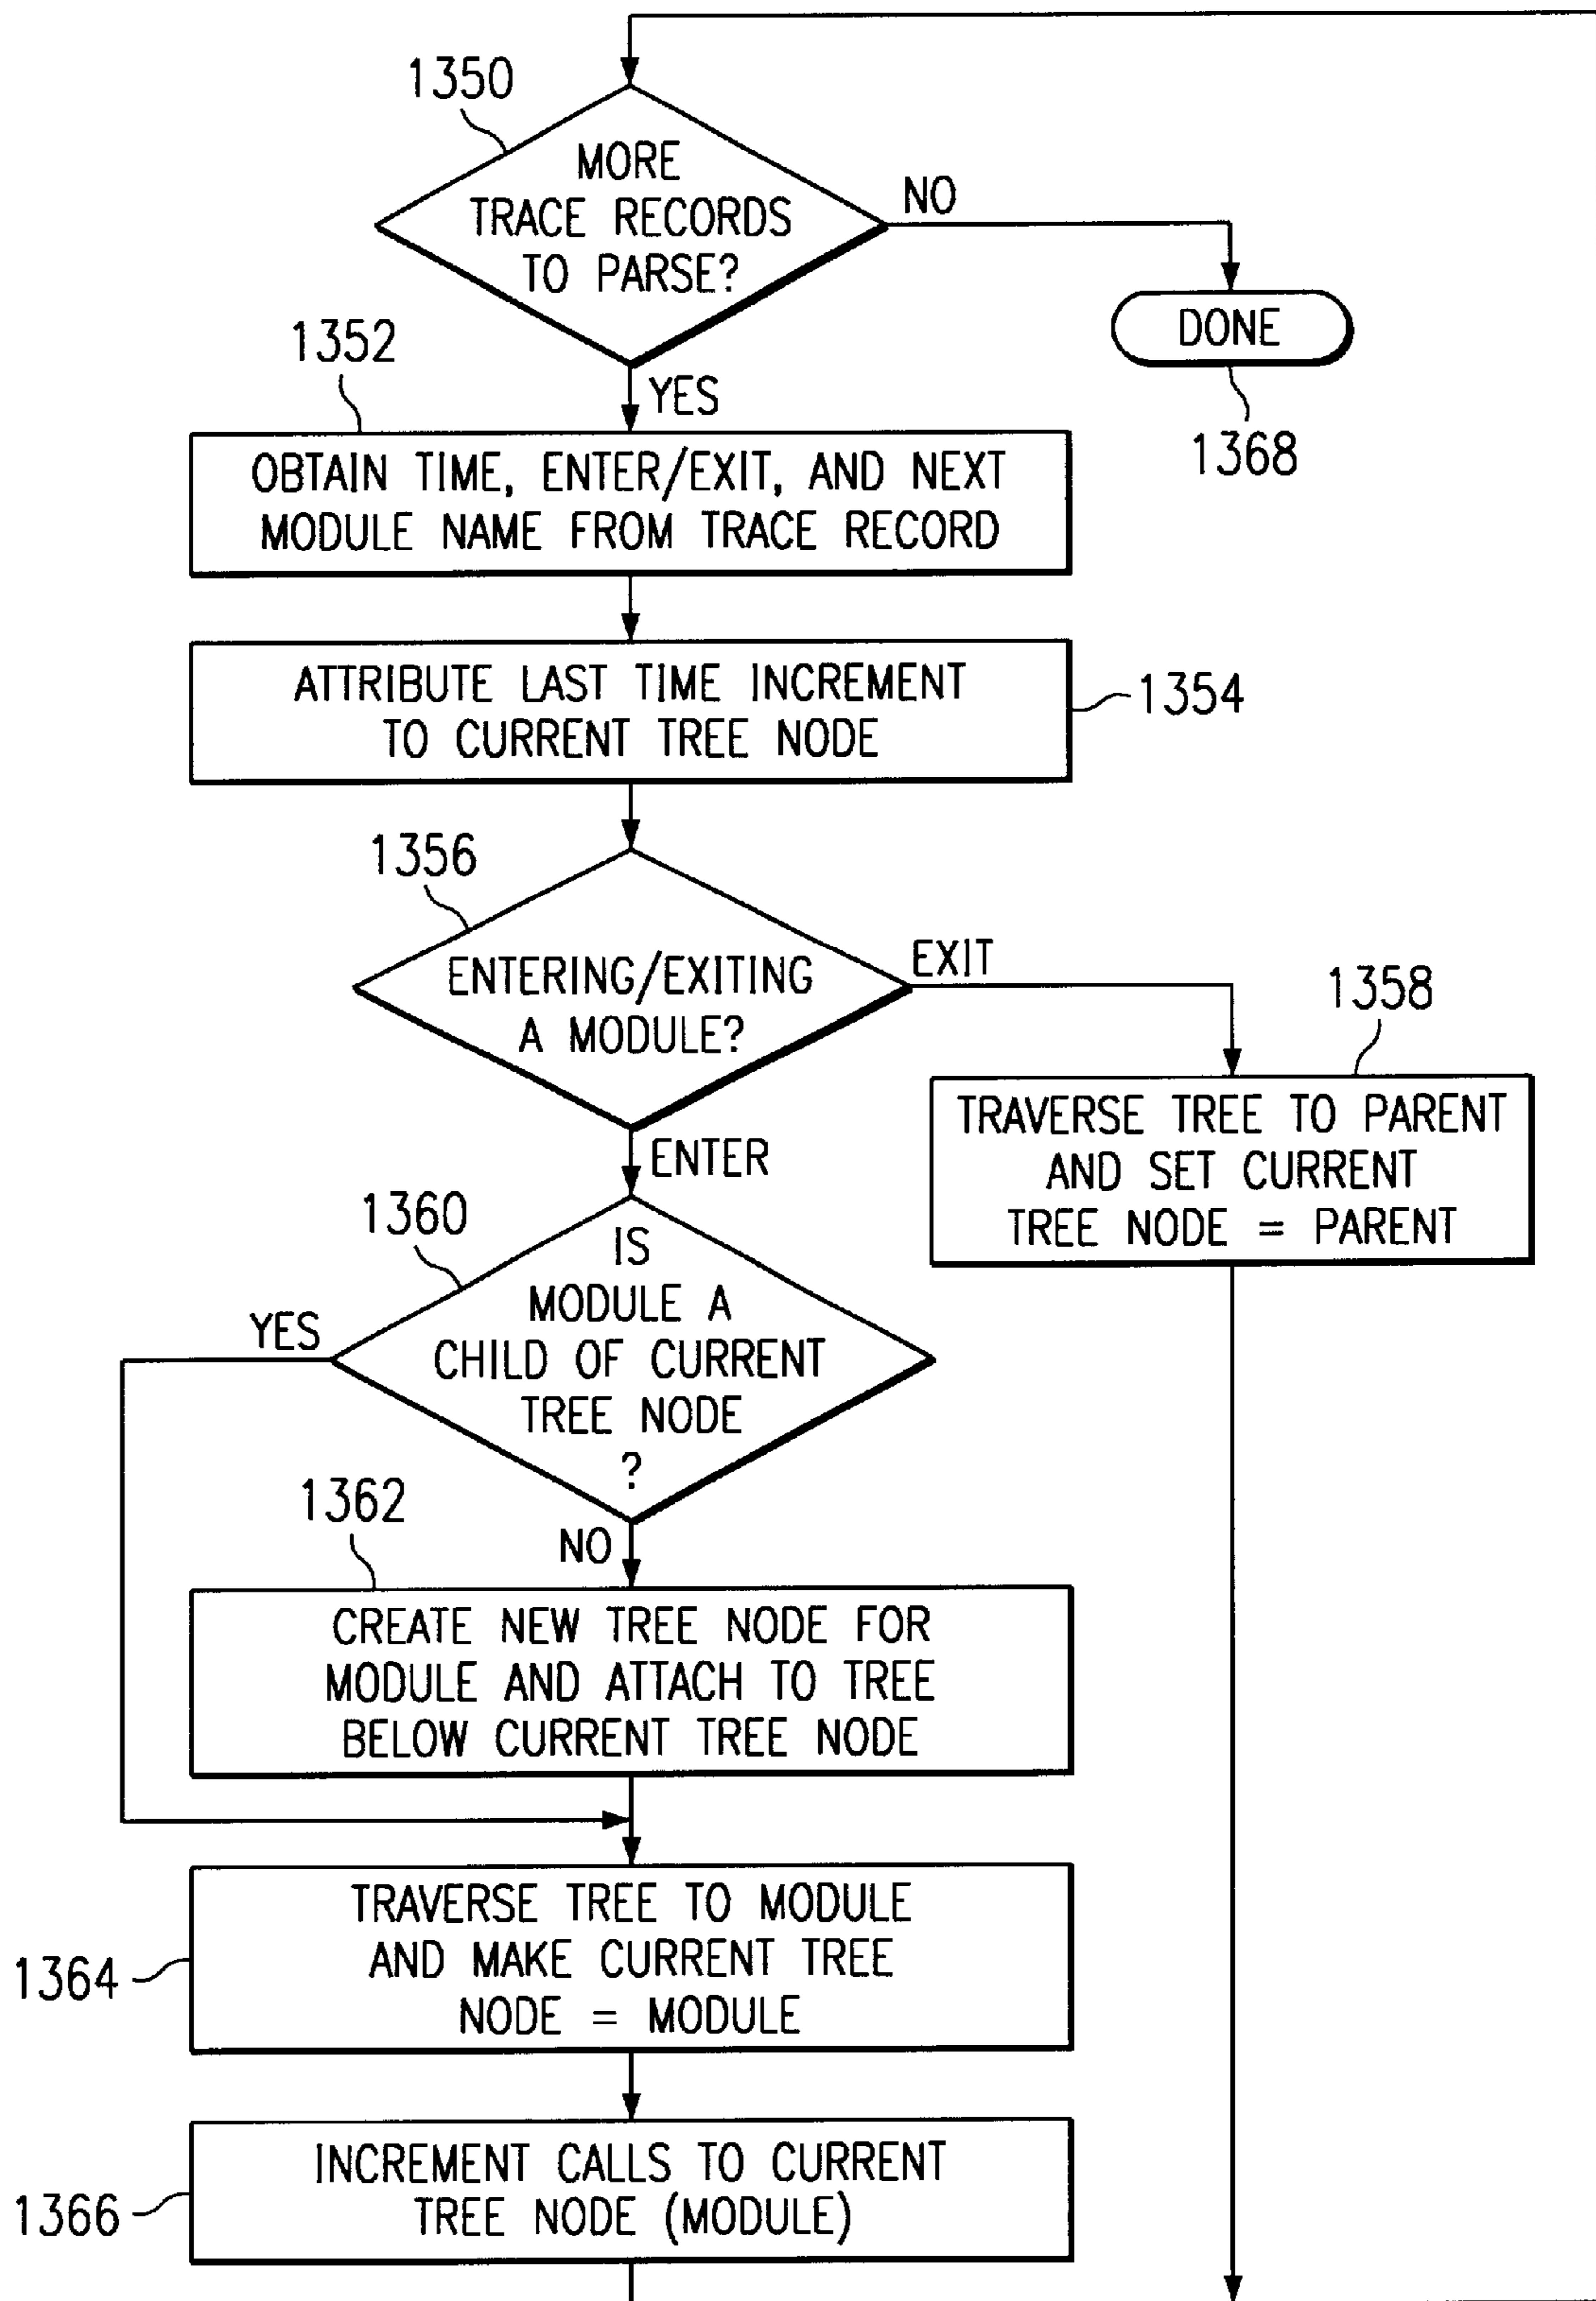 1350
MORE
TRACE RECORDS
TO PARSE?
NO
DONE
1368
YES
1352
OBTAIN TIME, ENTER/EXIT, AND NEXT
MODULE NAME FROM TRACE RECORD
ATTRIBUTE LAST TIME INCREMENT
TO CURRENT TREE NODE
1354
1356
ENTERING/EXITING
A MODULE?
EXIT
1358
TRAVERSE TREE TO PARENT
AND SET CURRENT
TREE NODE = PARENT
ENTER
1360
IS
MODULE A
CHILD OF CURRENT
TREE NODE
?
YES
NO
1362
CREATE NEW TREE NODE FOR
MODULE AND ATTACH TO TREE
BELOW CURRENT TREE NODE
TRAVERSE TREE TO MODULE
AND MAKE CURRENT TREE
NODE = MODULE
1364
INCREMENT CALLS TO CURRENT
TREE NODE (MODULE)
1366